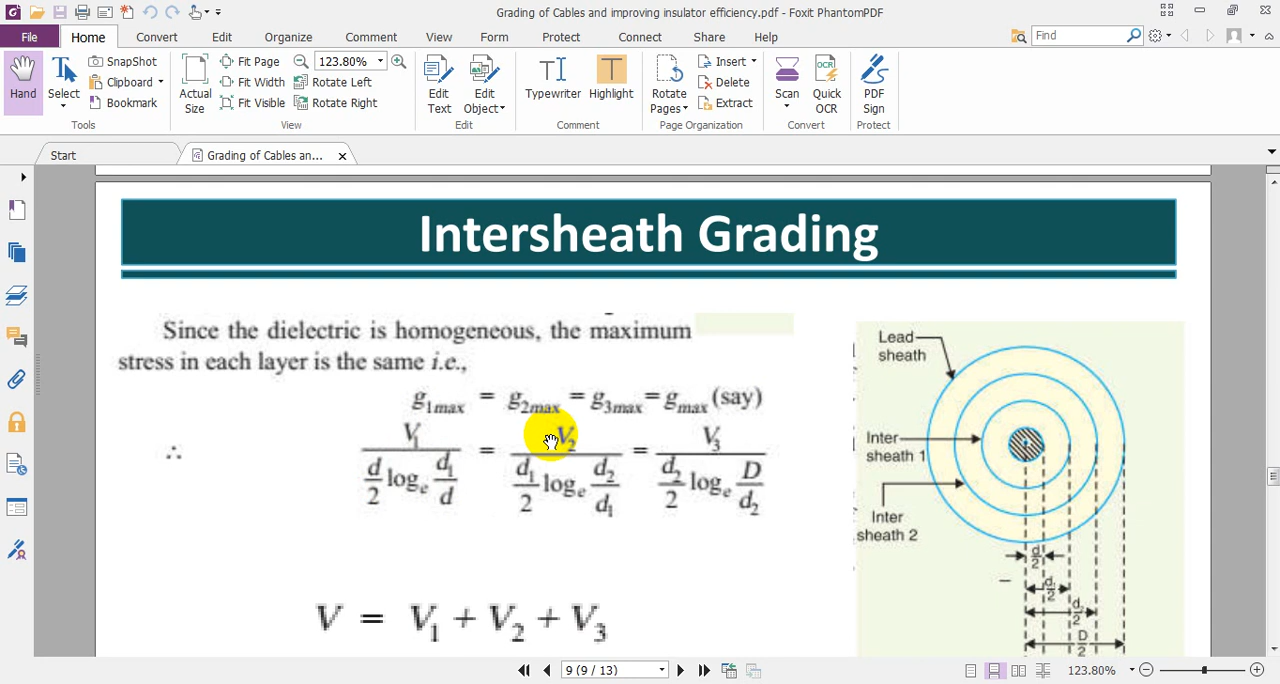 Grading of Cables and improving insulator efficiency.pdf - Foxit PhantomPDF
File Home Convert Edit Organize Comment View Form Protect Connect Share Help Find
Hand
Select
SnapShot
Clipboard
Bookmark
Tools
Actual Size
Fit Page
Fit Width
Fit Visible
123.80%
Rotate Left
Rotate Right
View
Edit Text
Edit Object
Edit
Typewriter
Highlight
Comment
Rotate Pages
Insert
Delete
Extract
Page Organization
Scan
Quick OCR
Convert
PDF Sign
Protect
Start
Grading of Cables an...
Intersheath Grading
Since the dielectric is homogeneous, the maximum
stress in each layer is the same i.e.,
g1max = g2max = g3max = gmax (say)
∴ V1 / (d/2 loge d1/d) = V2 / (d1/2 loge d2/d1) = V3 / (d2/2 loge D/d2)
V = V1 + V2 + V3
Lead
sheath
Inter
sheath 1
Inter
sheath 2
d/2
d1/2
d2/2
D/2
9 (9 / 13)
123.80%